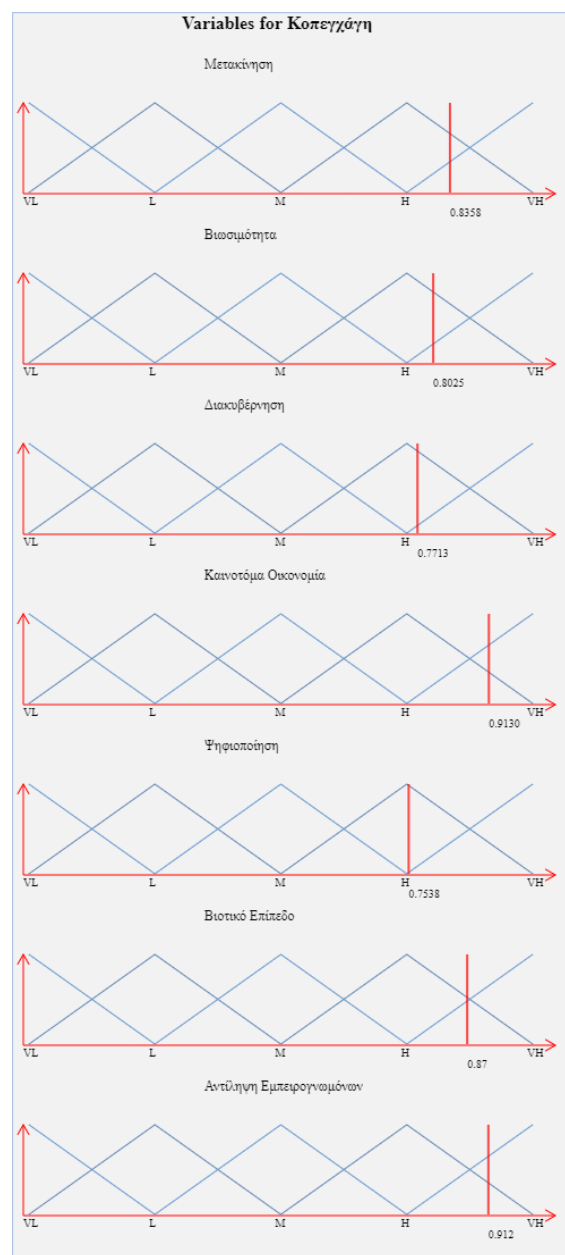 Variables for Κοπεγχάγη
Μετακίνηση
VL L M H VH
0.8358
Βιωσιμότητα
VL L M H VH
0.8025
Διακυβέρνηση
VL L M H VH
0.7713
Καινοτόμα Οικονομία
VL L M H VH
0.9130
Ψηφιοποίηση
VL L M H VH
0.7538
Βιοτικό Επίπεδο
VL L M H VH
0.87
Αντίληψη Εμπειρογνωμόνων
VL L M H VH
0.912